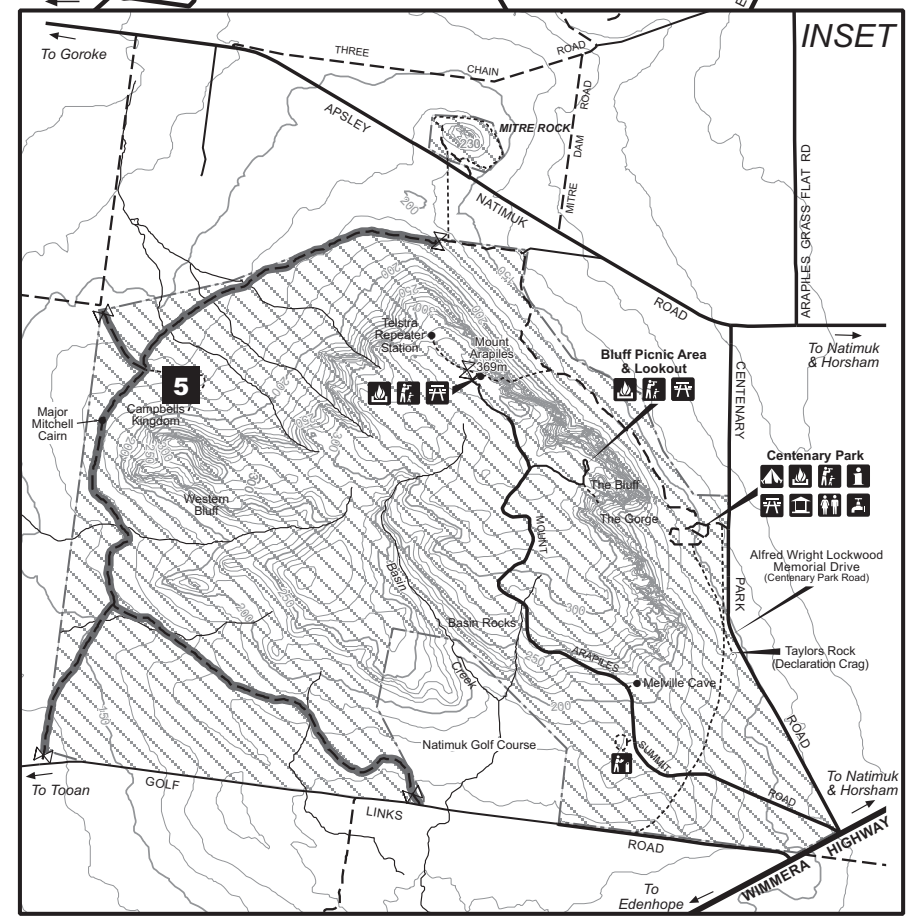 INSET
To Goroke
THREE
CHAIN
ROAD
APSLEY
MITRE ROCK
230
MITRE
DAM
ROAD
NATIMUK
ROAD
ARAPILES GRASS FLAT RD
200
200
150
Telstra
Repeater
Station
Mount
Arapiles
369m
Bluff Picnic Area
& Lookout
To Natimuk
& Horsham
CENTENARY
5
Campbells
Kingdom
Major
Mitchell
Cairn
Western
Bluff
The Bluff
The Gorge
Centenary Park
MOUNT
PARK
Alfred Wright Lockwood
Memorial Drive
(Centenary Park Road)
Basin
300
Basin Rocks
200
250
ARAPILES
Taylors Rock
(Declaration Crag)
Creek
Melville Cave
200
150
Natimuk Golf Course
SUMMIT
ROAD
ROAD
To Tooan
GOLF
LINKS
ROAD
To Natimuk
& Horsham
WIMMERA HIGHWAY
To
Edenhope